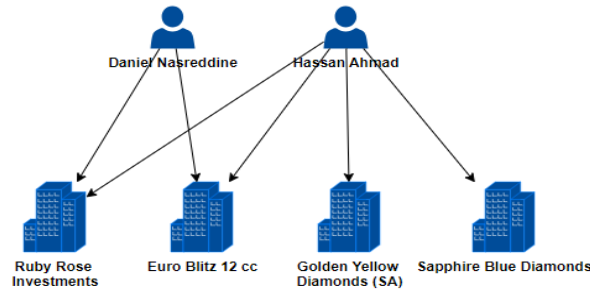 Daniel Nasreddine
Hassan Ahmad
Ruby Rose
Investments
Euro Blitz 12 cc
Golden Yellow
Diamonds (SA)
Sapphire Blue Diamonds